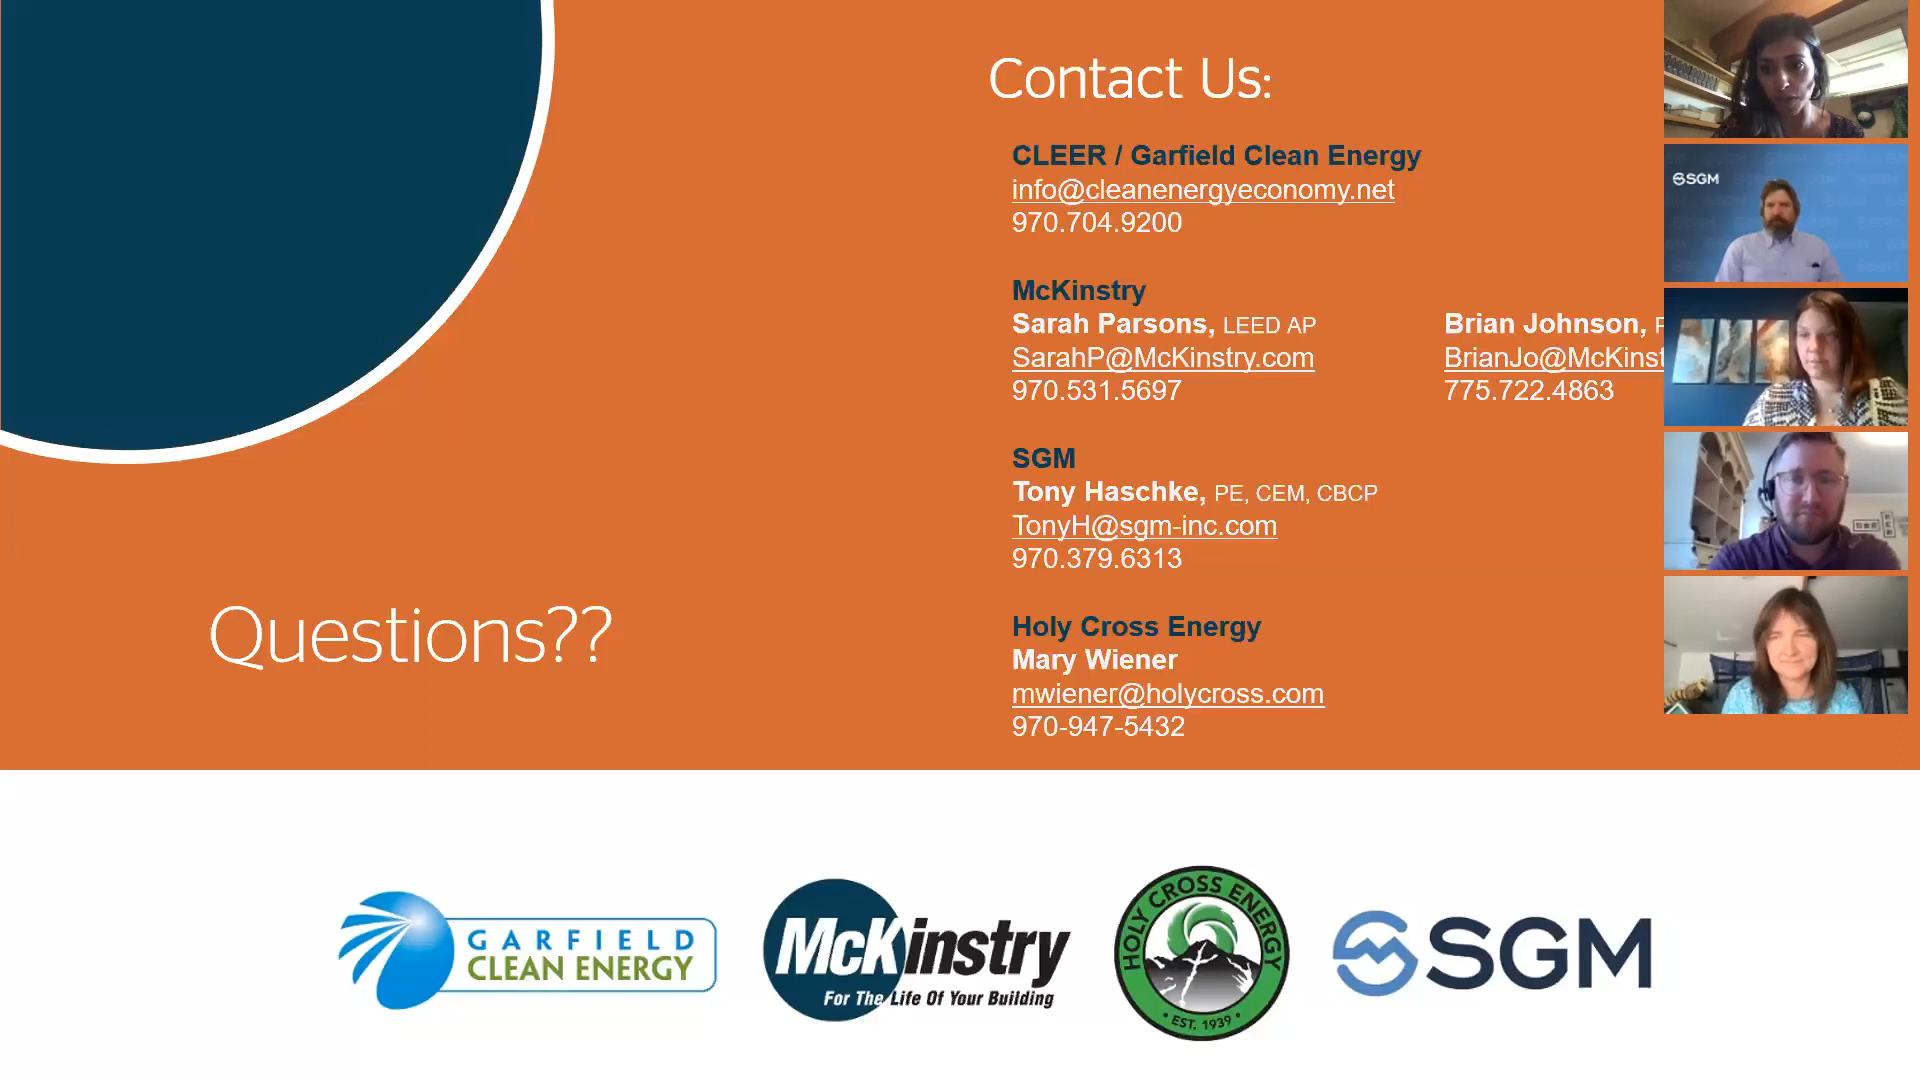 Contact Us:
CLEER / Garfield Clean Energy
info@cleanenergyeconomy.net
970.704.9200
McKinstry
Sarah Parsons, LEED AP
SarahP@McKinstry.com
970.531.5697
Brian Johnson,
BrianJo@McKinst
775.722.4863
SGM
Tony Haschke, PE, CEM, CBCP
TonyH@sgm-inc.com
970.379.6313
Holy Cross Energy
Mary Wiener
mwiener@holycross.com
970-947-5432
Questions??
SGM
GARFIELD
CLEAN ENERGY
McKinstry
For The Life Of Your Building
HOLY CROSS ENERGY
• EST. 1939 •
SGM